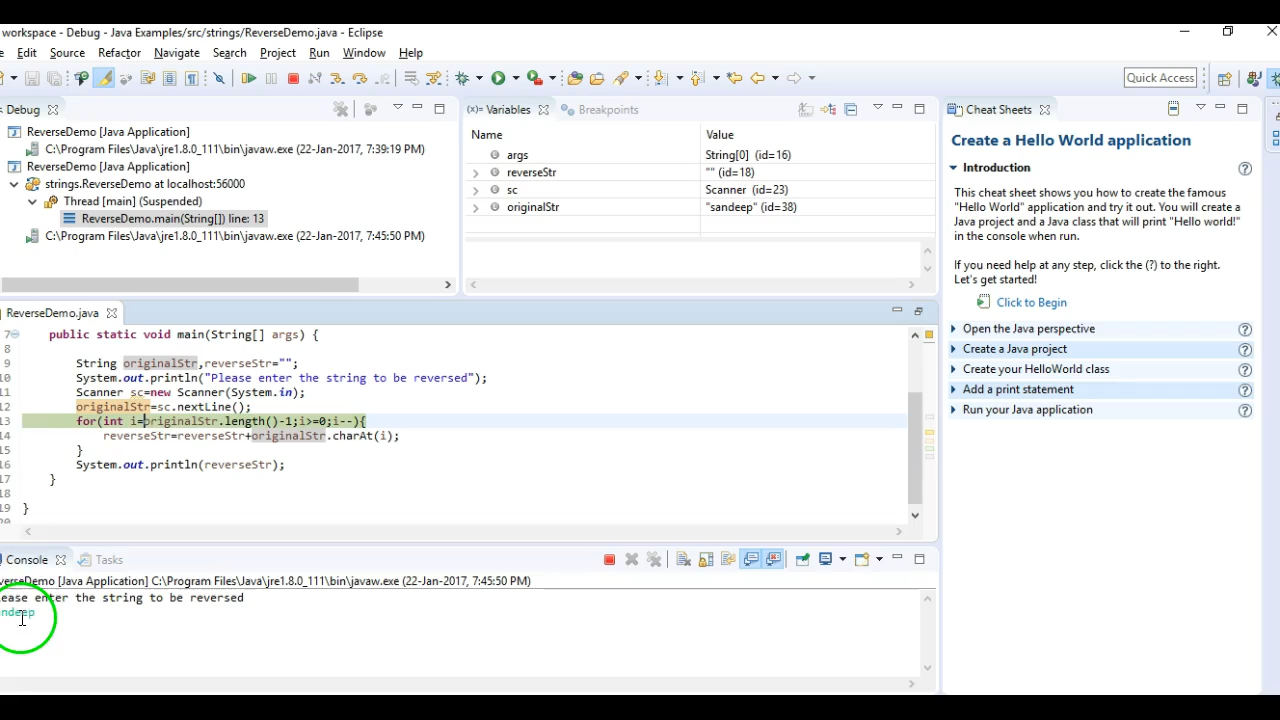 workspace - Debug - Java Examples/src/strings/ReverseDemo.java - Eclipse
Edit Source Refactor Navigate Search Project Run Window Help
Quick Access
Debug
ReverseDemo [Java Application]
C:\Program Files\Java\jre1.8.0_111\bin\javaw.exe (22-Jan-2017, 7:39:19 PM)
ReverseDemo [Java Application]
strings.ReverseDemo at localhost:56000
Thread [main] (Suspended)
ReverseDemo.main(String[]) line: 13
C:\Program Files\Java\jre1.8.0_111\bin\javaw.exe (22-Jan-2017, 7:45:50 PM)
(x)= Variables Breakpoints
Name Value
args String[0] (id=16)
reverseStr "" (id=18)
sc Scanner (id=23)
originalStr "sandeep" (id=38)
Cheat Sheets
Create a Hello World application
Introduction
This cheat sheet shows you how to create the famous
"Hello World" application and try it out. You will create a
Java project and a Java class that will print "Hello world!"
in the console when run.
If you need help at any step, click the (?) to the right.
Let's get started!
Click to Begin
Open the Java perspective
Create a Java project
Create your HelloWorld class
Add a print statement
Run your Java application
ReverseDemo.java
7 public static void main(String[] args) {
8
9 String originalStr,reverseStr="";
10 System.out.println("Please enter the string to be reversed");
11 Scanner sc=new Scanner(System.in);
12 originalStr=sc.nextLine();
13 for(int i=originalStr.length()-1;i>=0;i--){
14 reverseStr=reverseStr+originalStr.charAt(i);
15 }
16 System.out.println(reverseStr);
17 }
18
19 }
20
Console Tasks
verseDemo [Java Application] C:\Program Files\Java\jre1.8.0_111\bin\javaw.exe (22-Jan-2017, 7:45:50 PM)
lease enter the string to be reversed
andeep